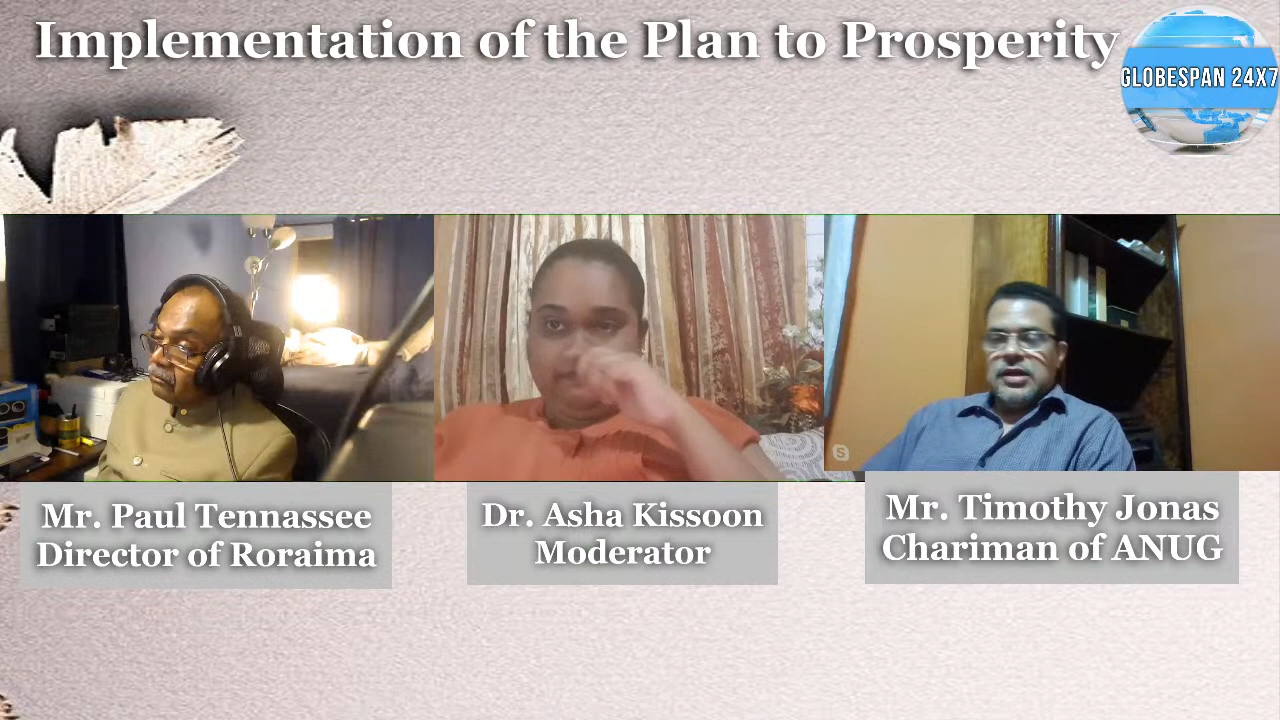 Implementation of the Plan to Prosperity
GLOBESPAN 24X7
Mr. Paul Tennassee
Director of Roraima
Dr. Asha Kissoon
Moderator
Mr. Timothy Jonas
Chariman of ANUG